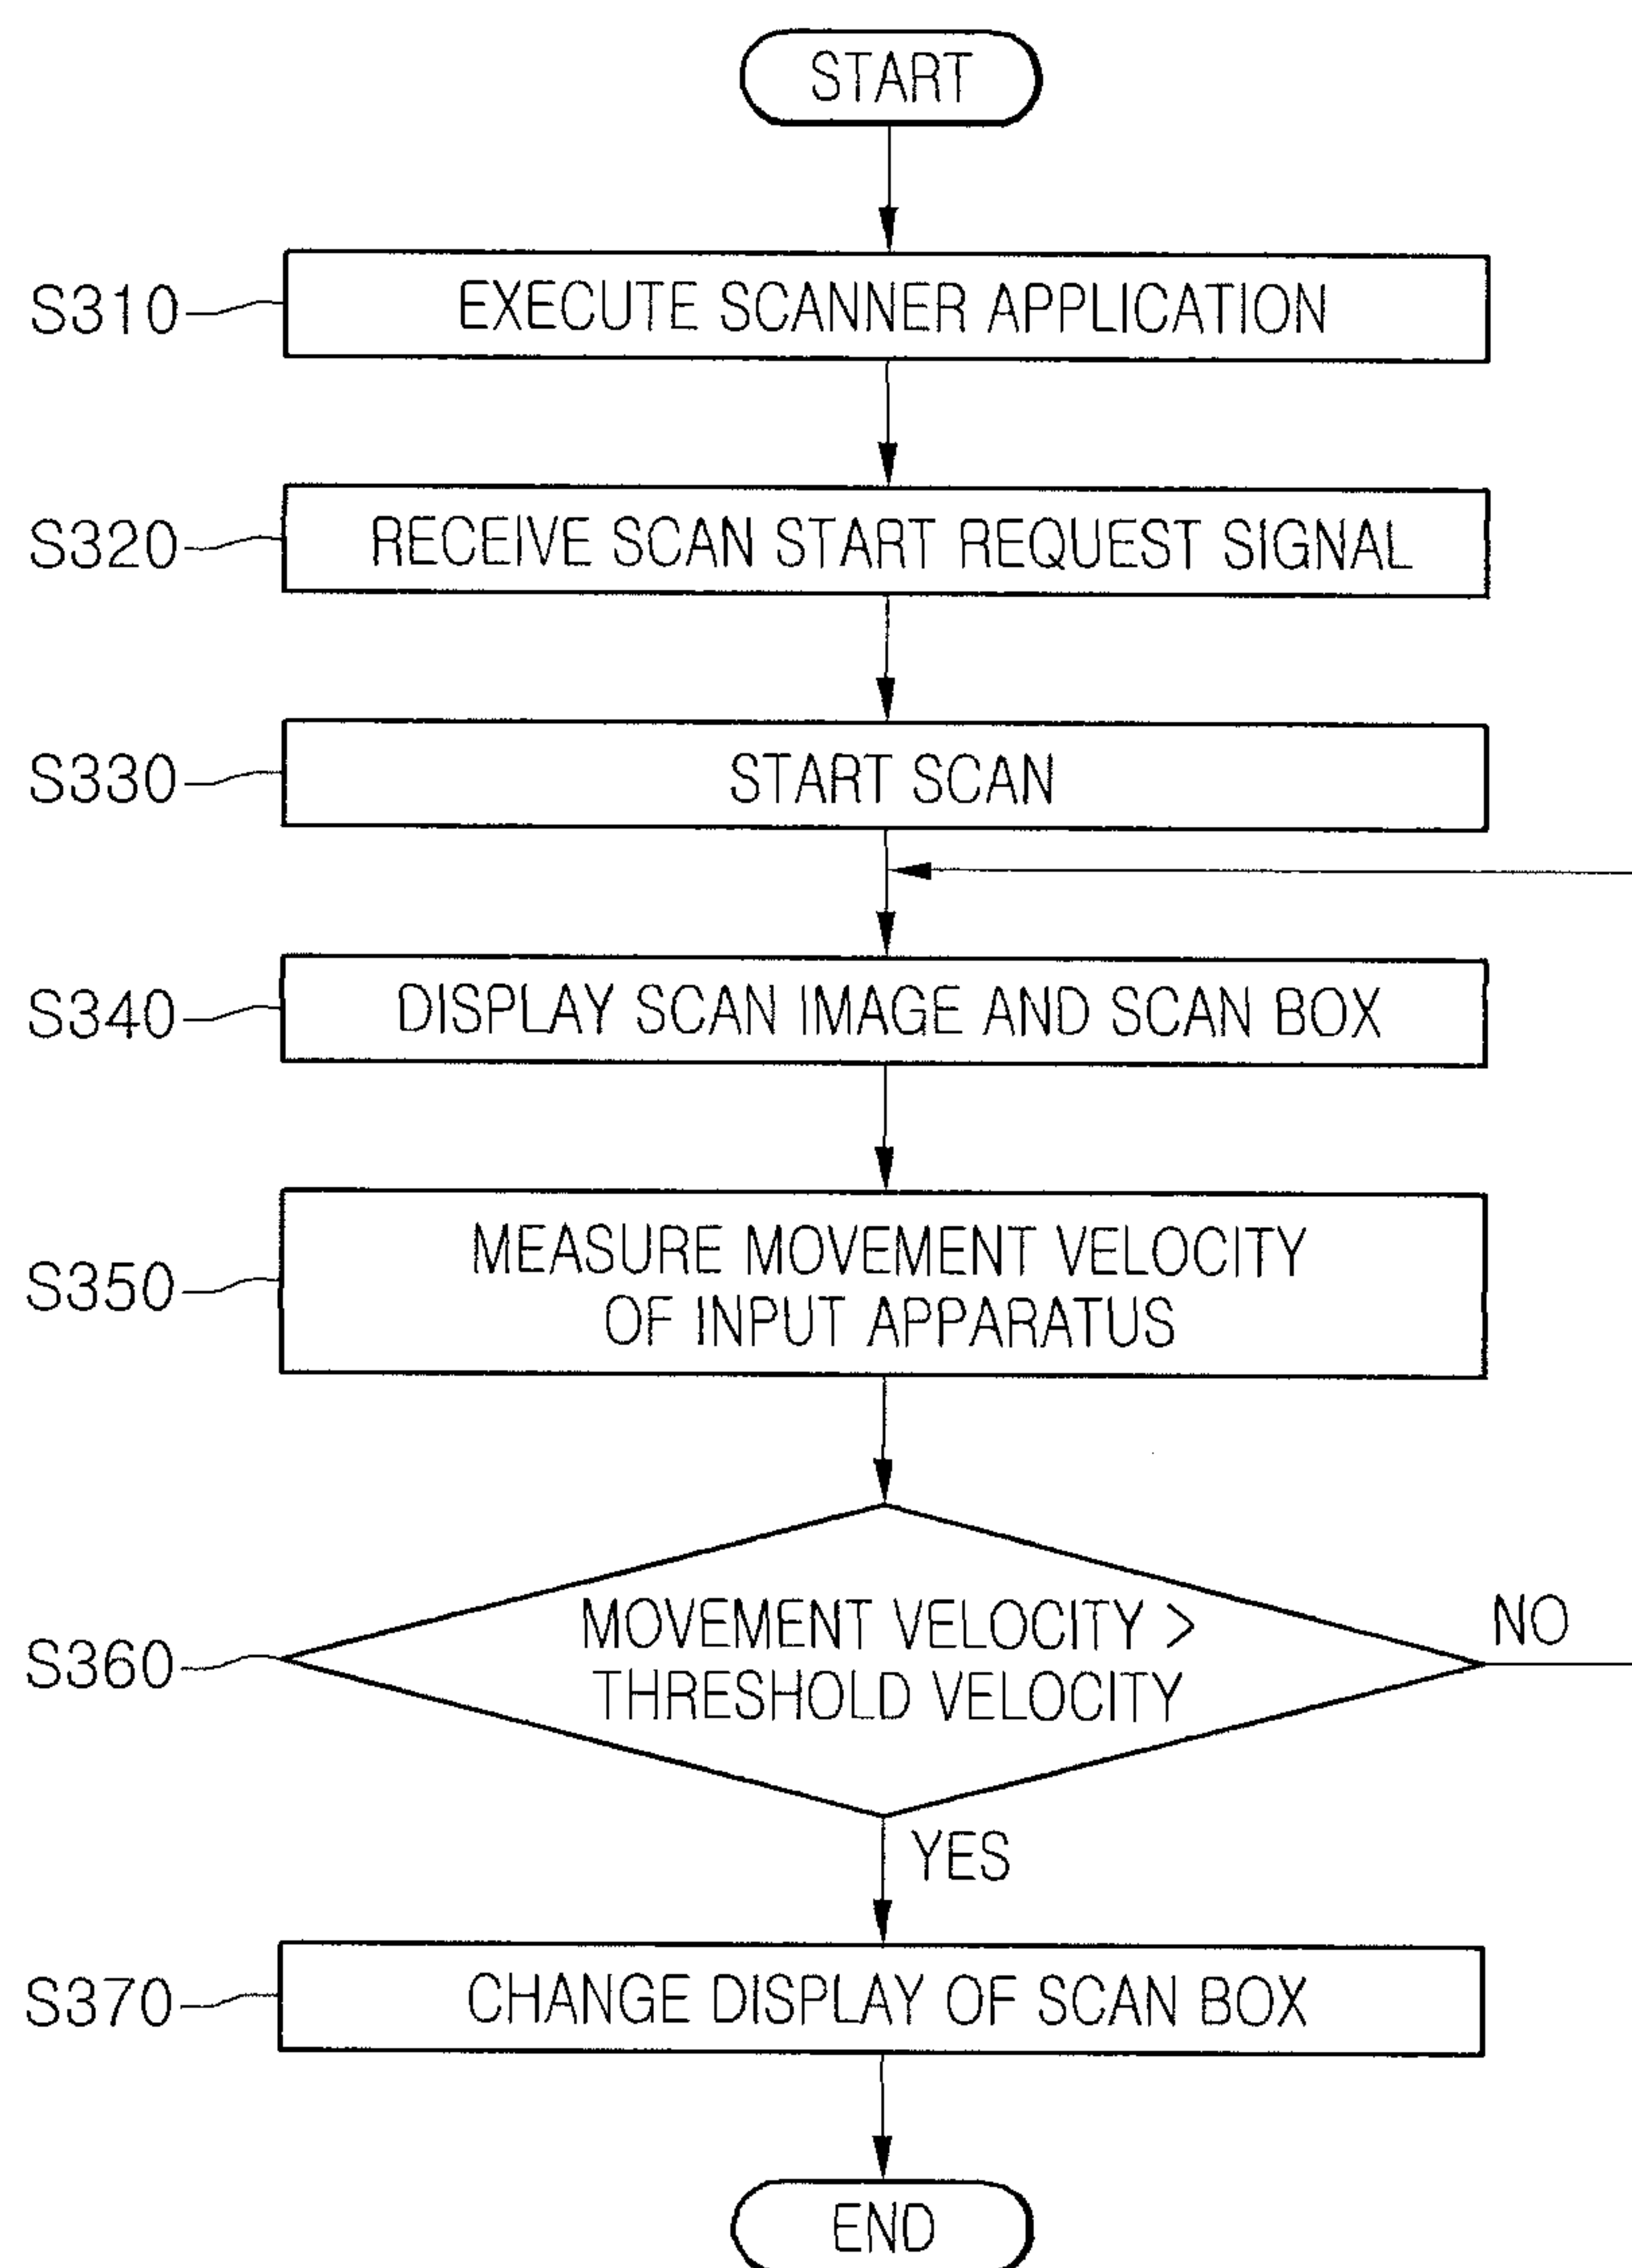 START
S310
EXECUTE SCANNER APPLICATION
S320
RECEIVE SCAN START REQUEST SIGNAL
S330
START SCAN
S340
DISPLAY SCAN IMAGE AND SCAN BOX
S350
MEASURE MOVEMENT VELOCITY
OF INPUT APPARATUS
S360
MOVEMENT VELOCITY >
THRESHOLD VELOCITY
NO
YES
S370
CHANGE DISPLAY OF SCAN BOX
END